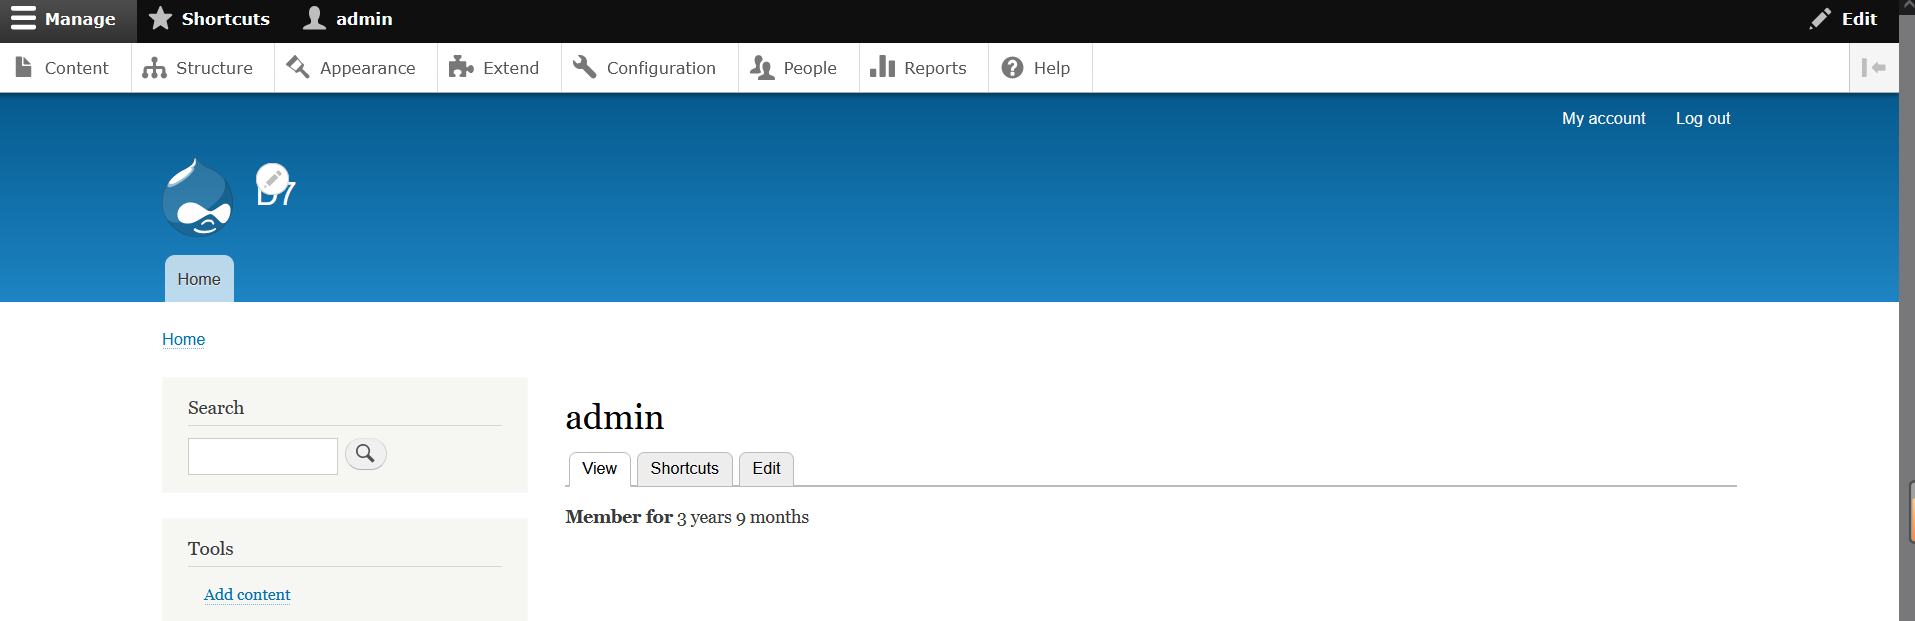 Manage Shortcuts admin Edit
Content Structure Appearance Extend Configuration People Reports Help
My account Log out
D7
Home
Home
Search
admin
View Shortcuts Edit
Member for 3 years 9 months
Tools
Add content